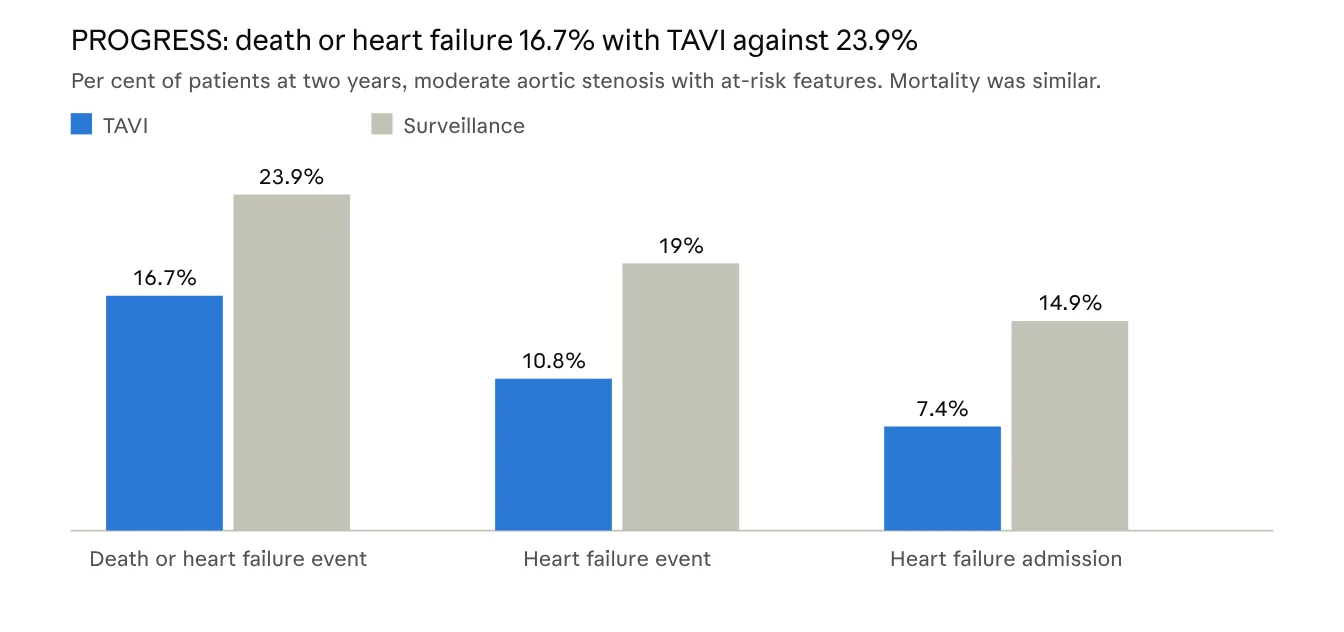 PROGRESS: death or heart failure 16.7% with TAVI against 23.9%
Per cent of patients at two years, moderate aortic stenosis with at-risk features. Mortality was similar.
TAVI Surveillance
23.9%
16.7%
19%
10.8%
14.9%
7.4%
Death or heart failure event Heart failure event Heart failure admission